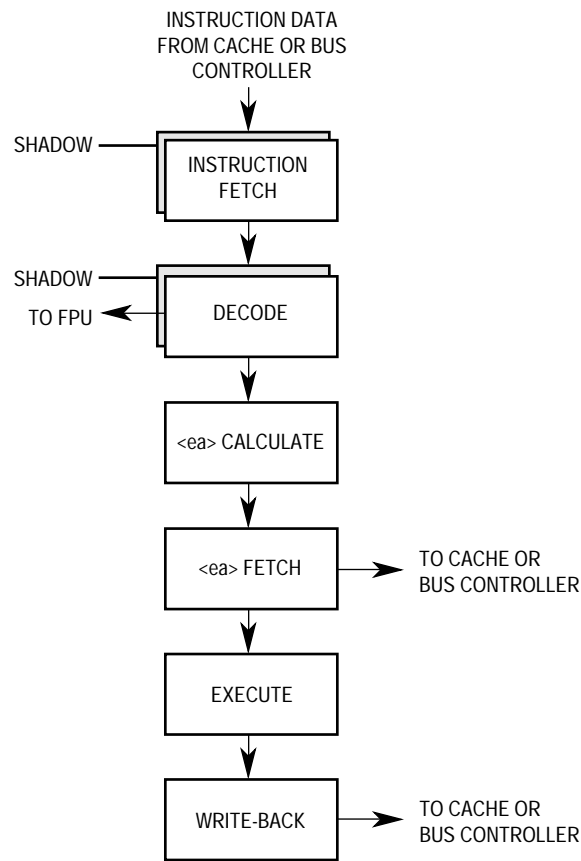 INSTRUCTION DATA
FROM CACHE OR BUS
CONTROLLER
SHADOW
INSTRUCTION
FETCH
SHADOW
TO FPU
DECODE
<ea> CALCULATE
<ea> FETCH
TO CACHE OR
BUS CONTROLLER
EXECUTE
WRITE-BACK
TO CACHE OR
BUS CONTROLLER